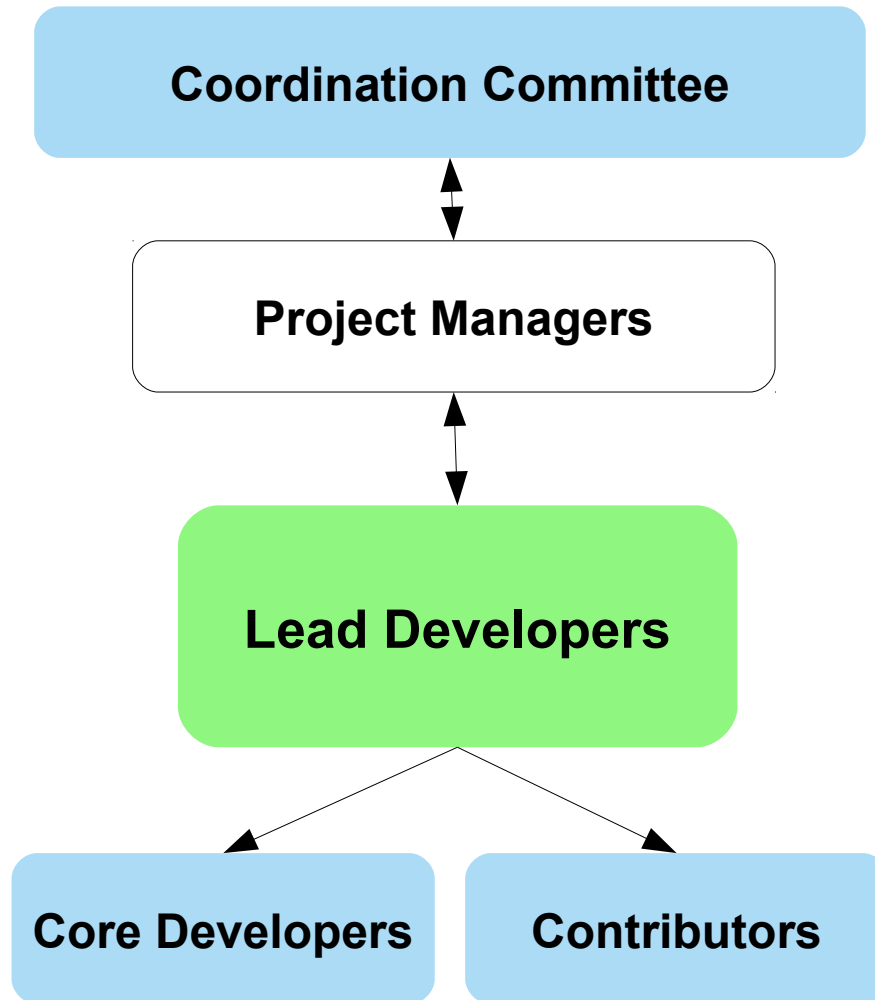 Coordination Committee
Project Managers
Lead Developers
Core Developers
Contributors